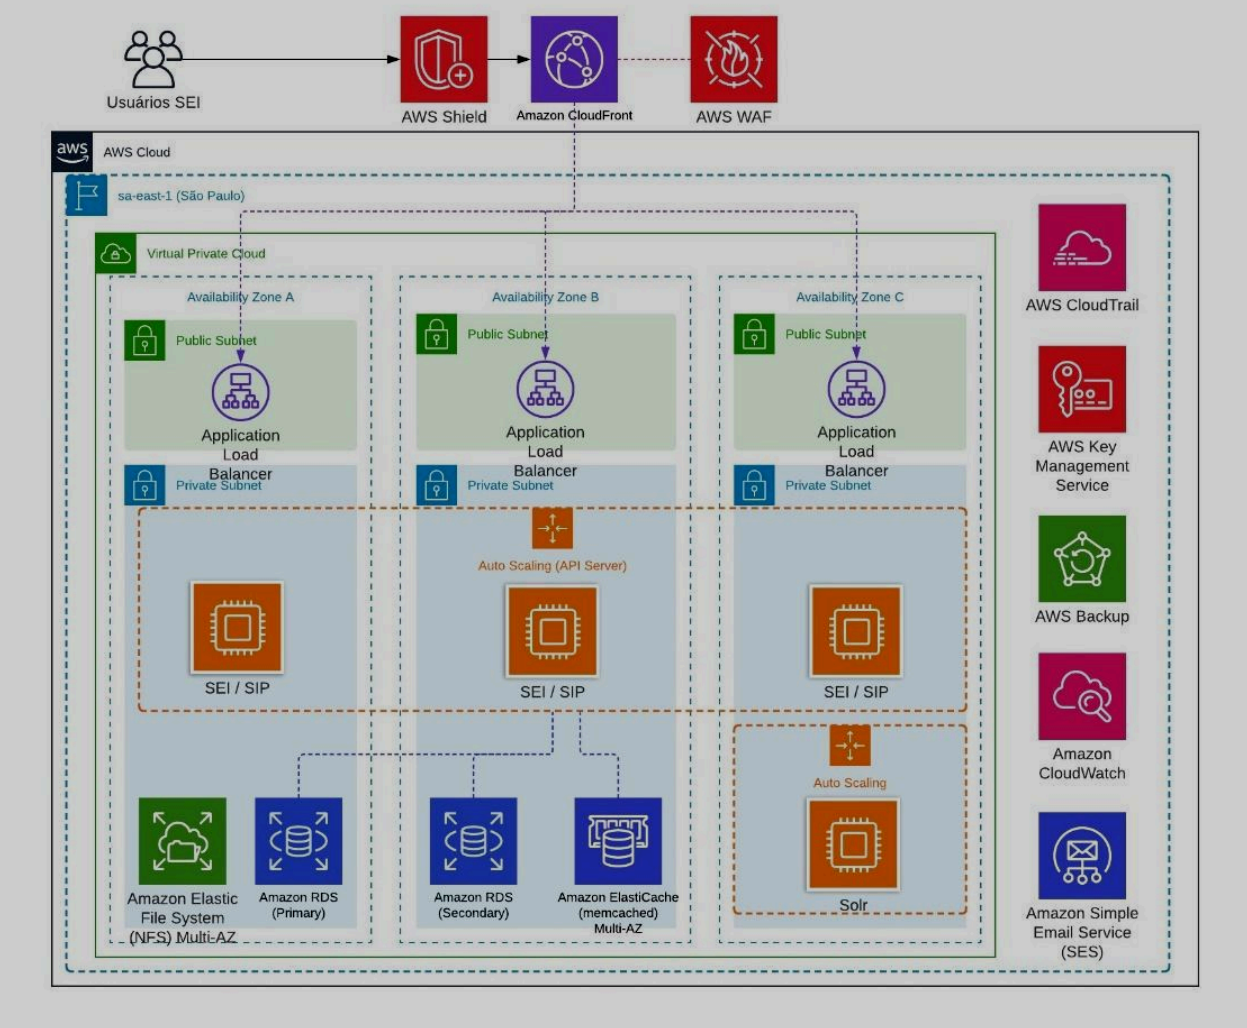 Usuários SEI
AWS Shield
Amazon CloudFront
AWS WAF
aws
AWS Cloud
sa-east-1 (São Paulo)
Virtual Private Cloud
Availability Zone A
Availability Zone B
Availability Zone C
Public Subnet
Public Subnet
Public Subnet
Application
Load
Balancer
Application
Load
Balancer
Application
Load
Balancer
Private Subnet
Private Subnet
Private Subnet
Auto Scaling (API Server)
SEI / SIP
SEI / SIP
SEI / SIP
Auto Scaling
Solr
Amazon Elastic
File System
(NFS) Multi-AZ
Amazon RDS
(Primary)
Amazon RDS
(Secondary)
Amazon ElastiCache
(memcached)
Multi-AZ
AWS CloudTrail
AWS Key
Management
Service
AWS Backup
Amazon
CloudWatch
Amazon Simple
Email Service
(SES)